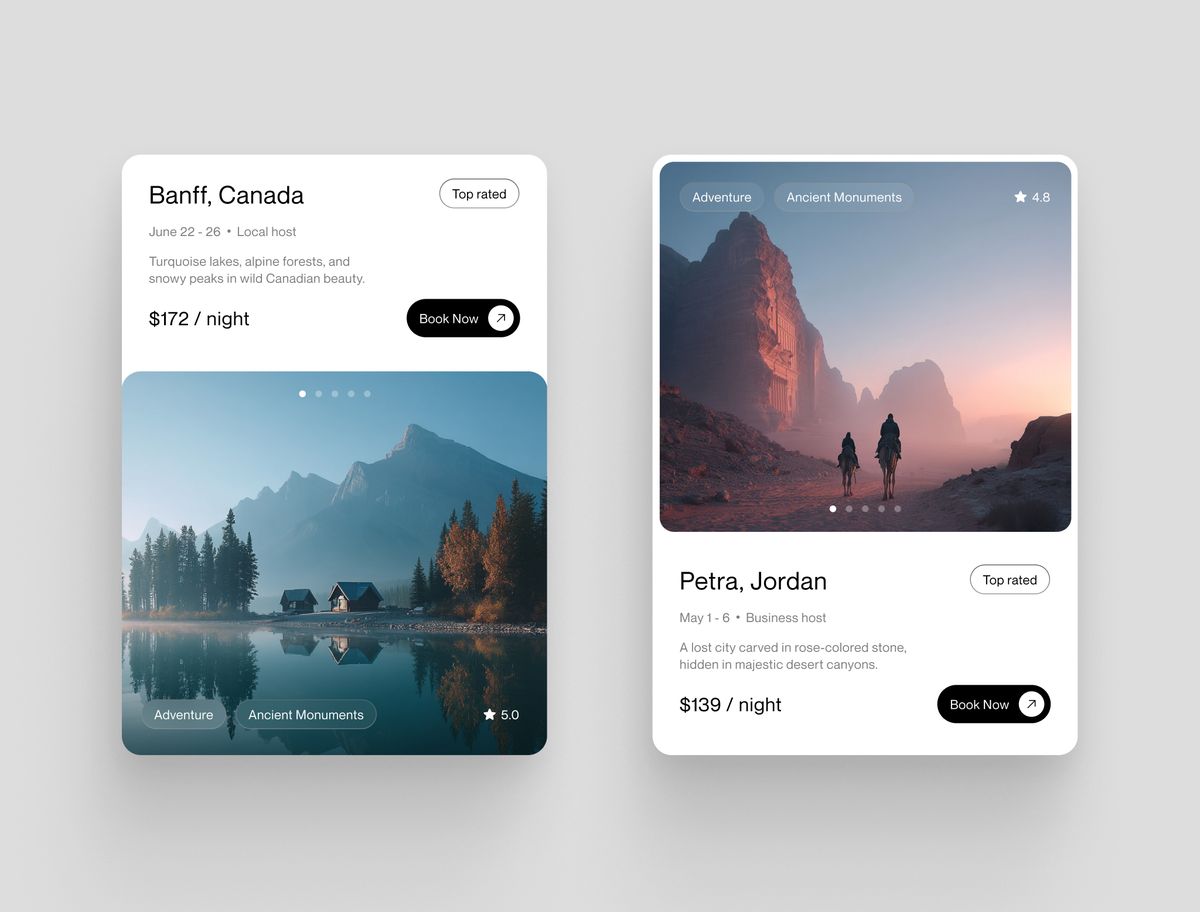 Banff, Canada
Top rated
June 22 - 26 • Local host
Turquoise lakes, alpine forests, and
snowy peaks in wild Canadian beauty.
$172 / night
Book Now
Adventure
Ancient Monuments
5.0
Adventure
Ancient Monuments
4.8
Petra, Jordan
Top rated
May 1 - 6 • Business host
A lost city carved in rose-colored stone,
hidden in majestic desert canyons.
$139 / night
Book Now